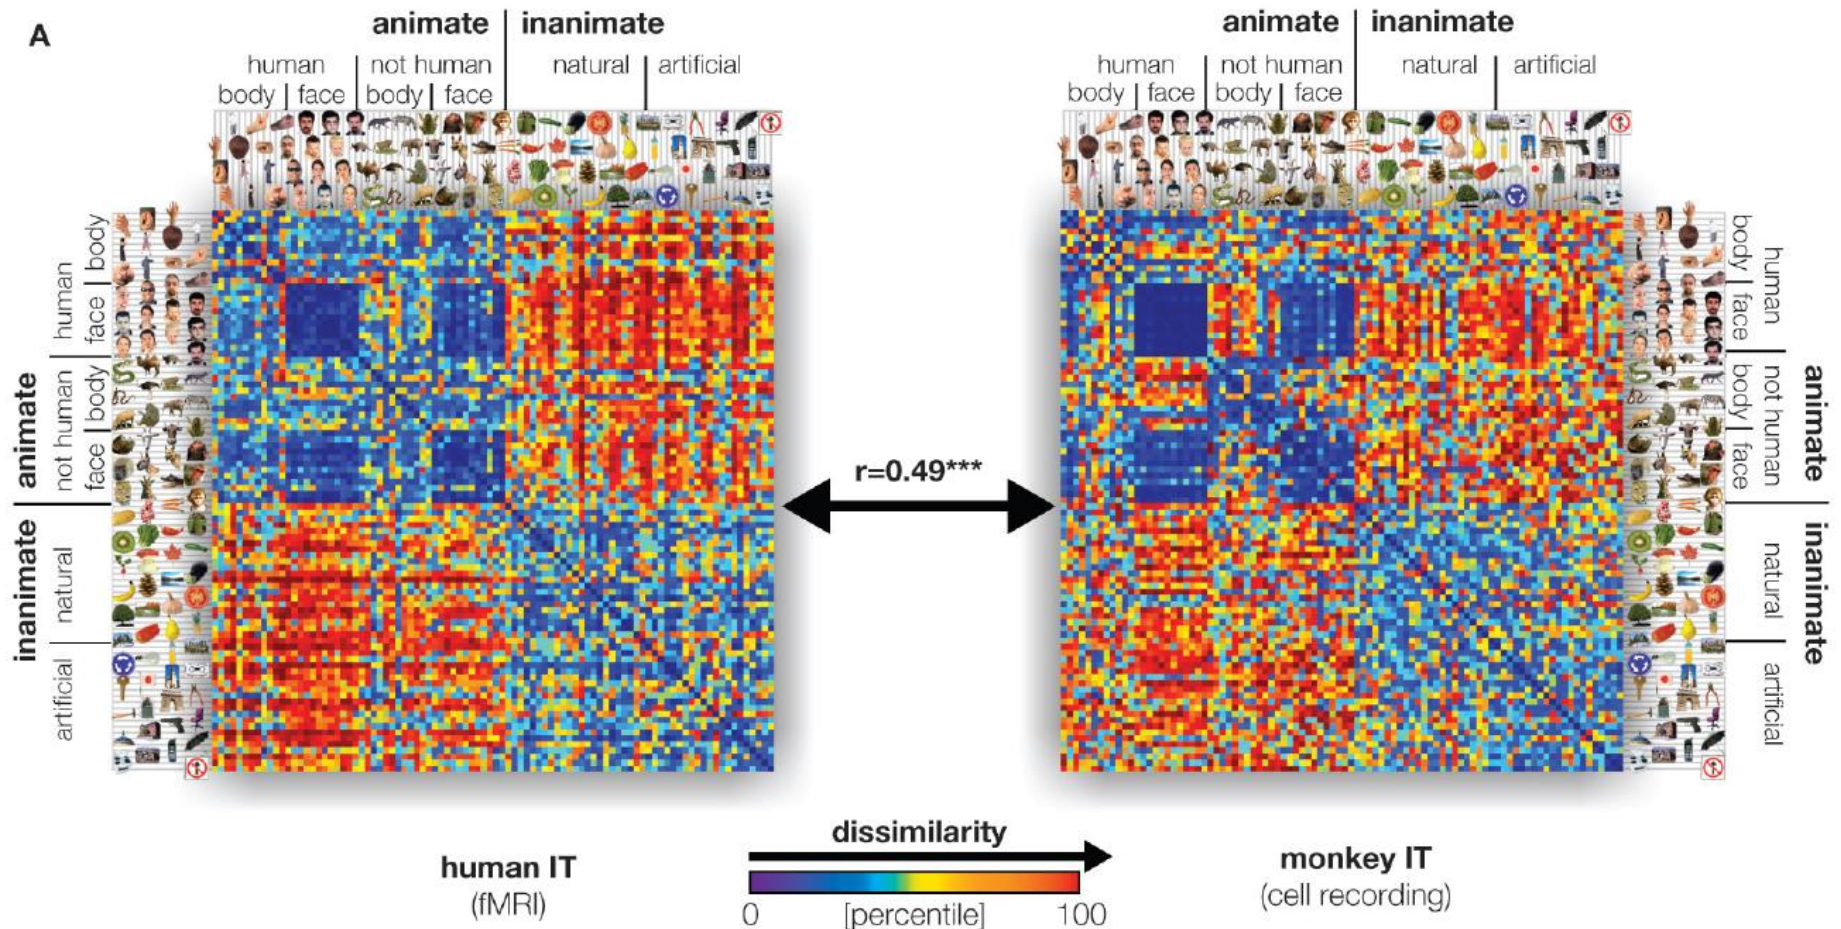 A
animate inanimate
human not human natural artificial
body face body face
animate inanimate
human not human natural artificial
body face body face
human
body
face
animate
not human
body
face
inanimate
natural
artificial
r=0.49***
body
human
face
body
not human
animate
face
natural
inanimate
artificial
dissimilarity
human IT
(fMRI)
0 [percentile] 100
monkey IT
(cell recording)